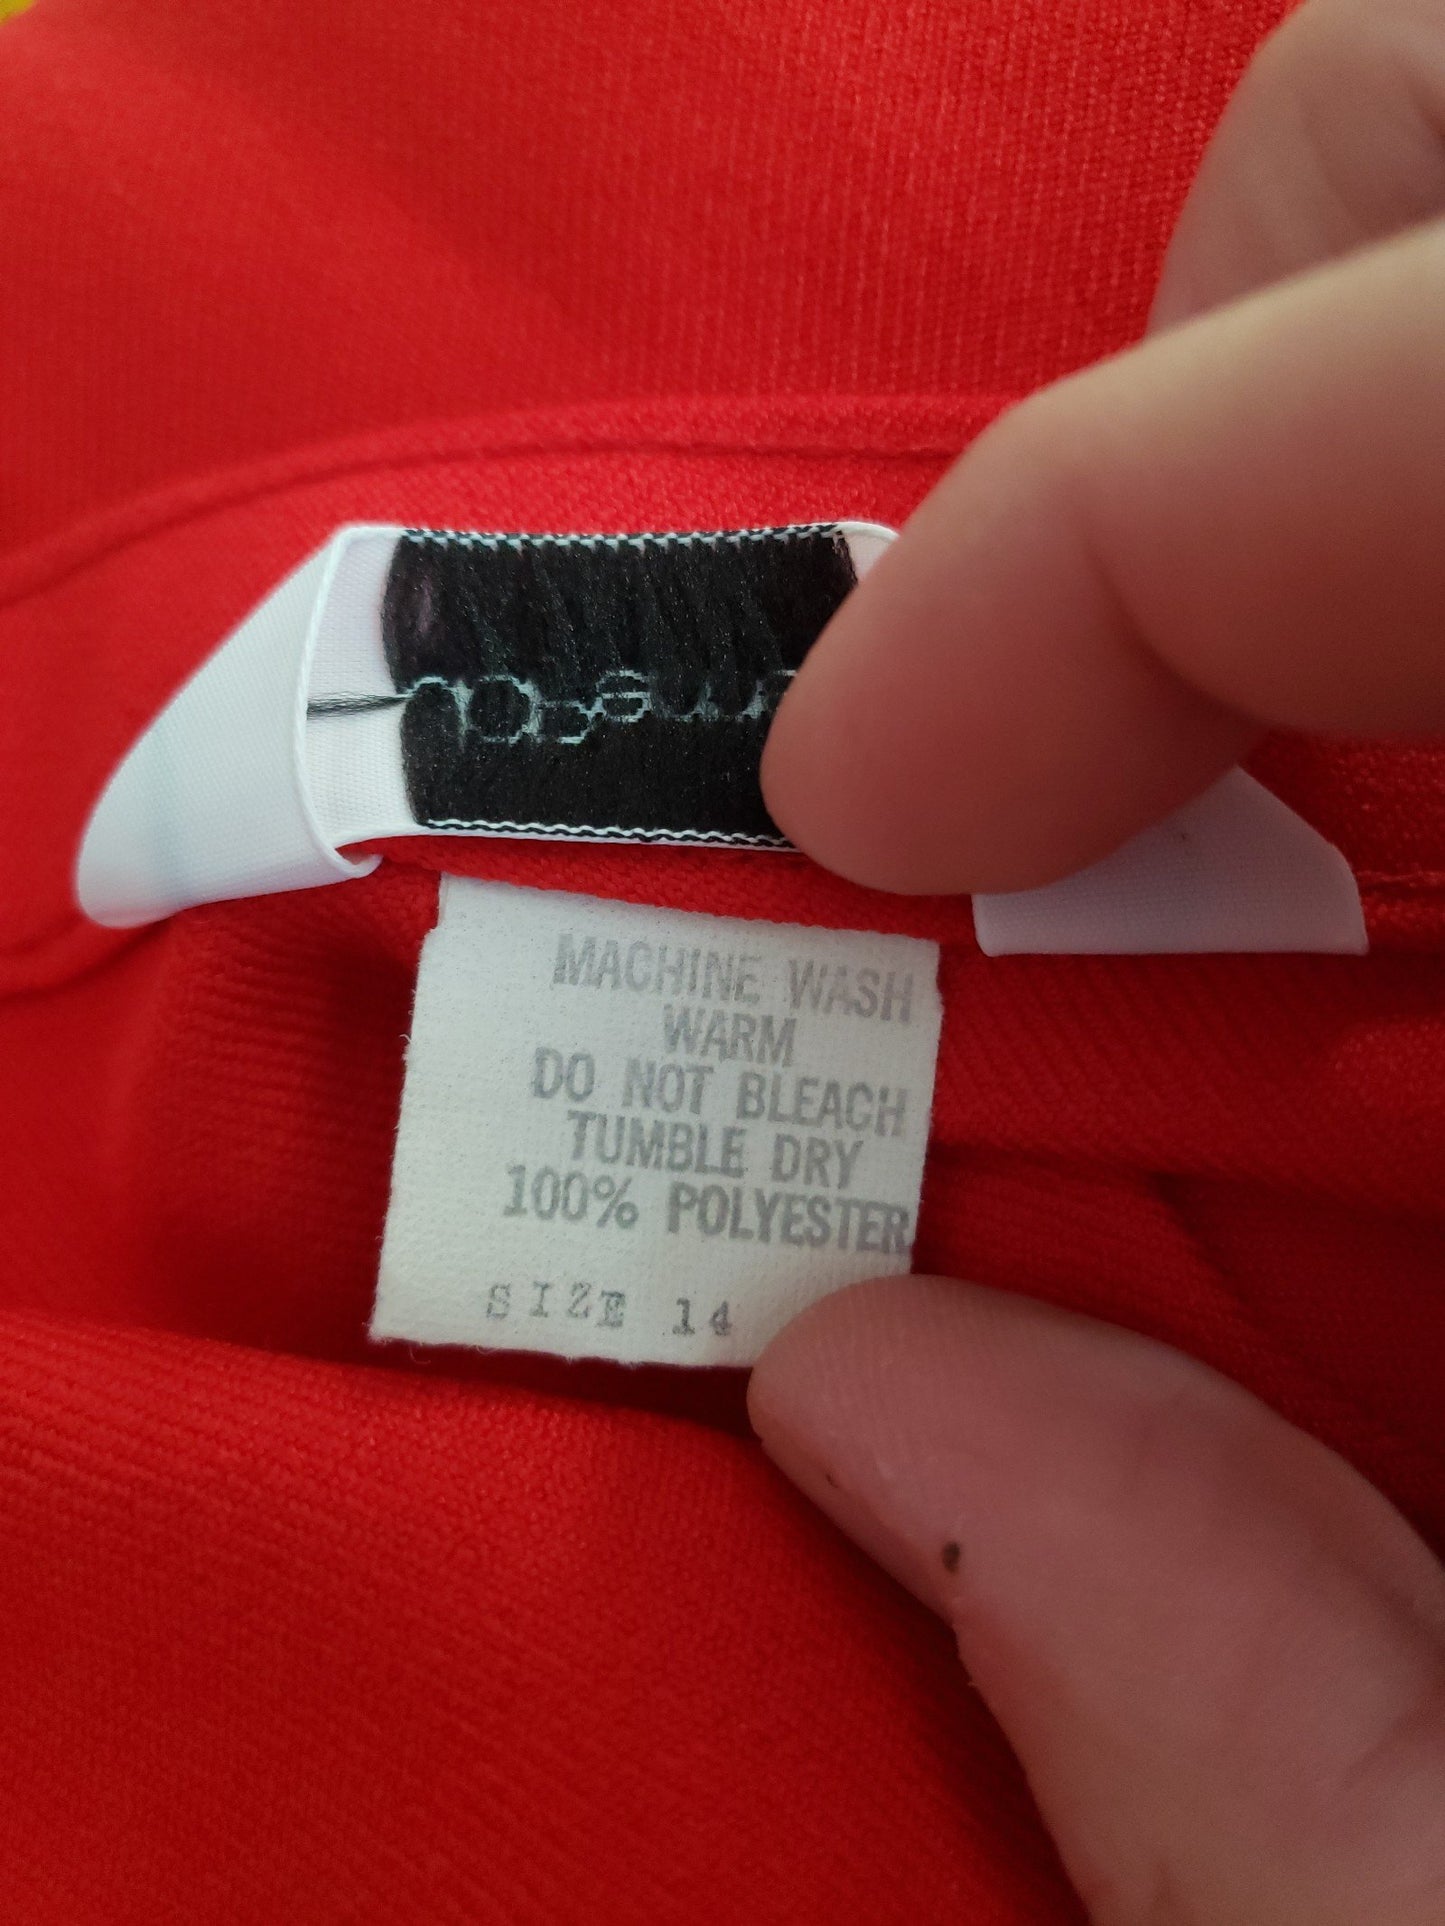 MACHINE WASH
WARM
DO NOT BLEACH
TUMBLE DRY
100% POLYESTER
SIZE 14